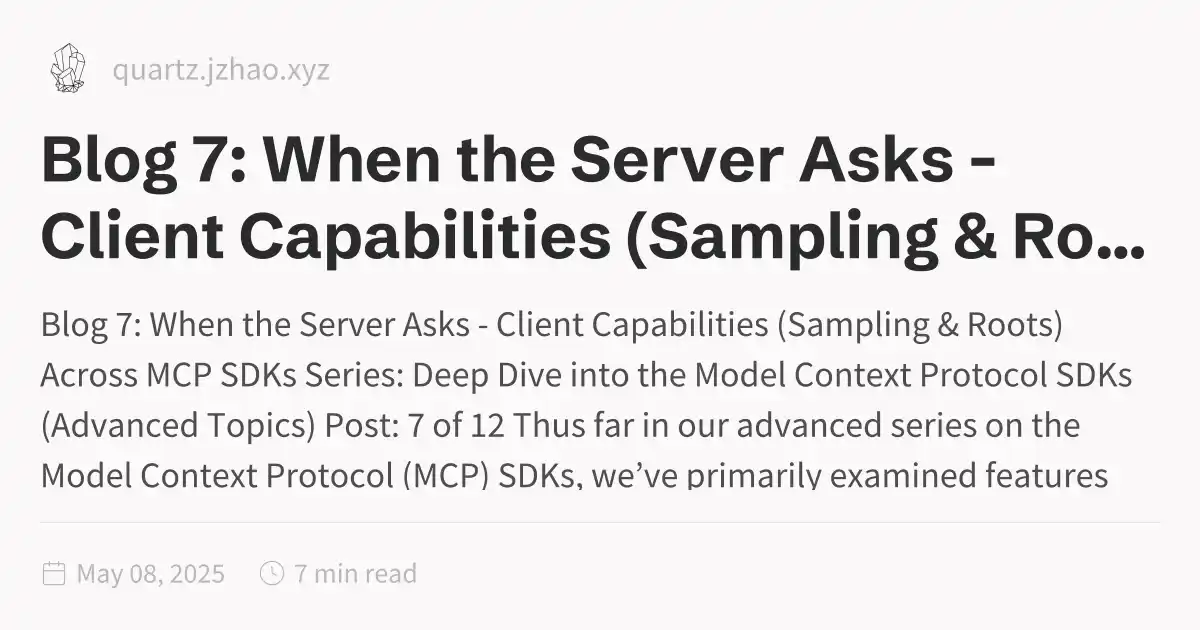 quartz.jzhao.xyz
Blog 7: When the Server Asks -
Client Capabilities (Sampling & Ro...
Blog 7: When the Server Asks - Client Capabilities (Sampling & Roots)
Across MCP SDKs Series: Deep Dive into the Model Context Protocol SDKs
(Advanced Topics) Post: 7 of 12 Thus far in our advanced series on the
Model Context Protocol (MCP) SDKs, we’ve primarily examined features
May 08, 2025 7 min read